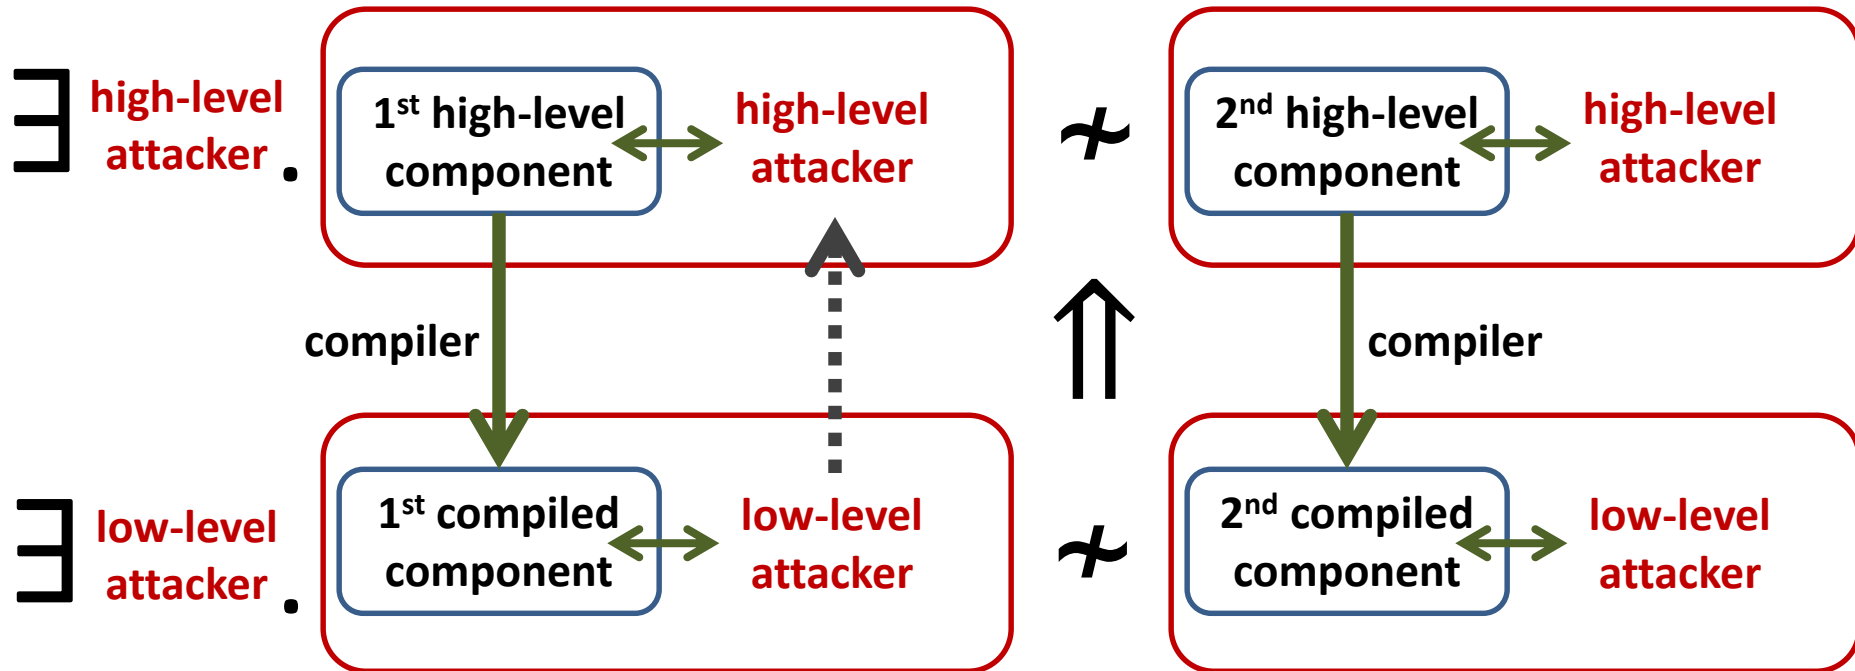 ∃ high-level attacker.
1st high-level component
high-level attacker
≁
2nd high-level component
high-level attacker
compiler
⇑
compiler
∃ low-level attacker.
1st compiled component
low-level attacker
≁
2nd compiled component
low-level attacker